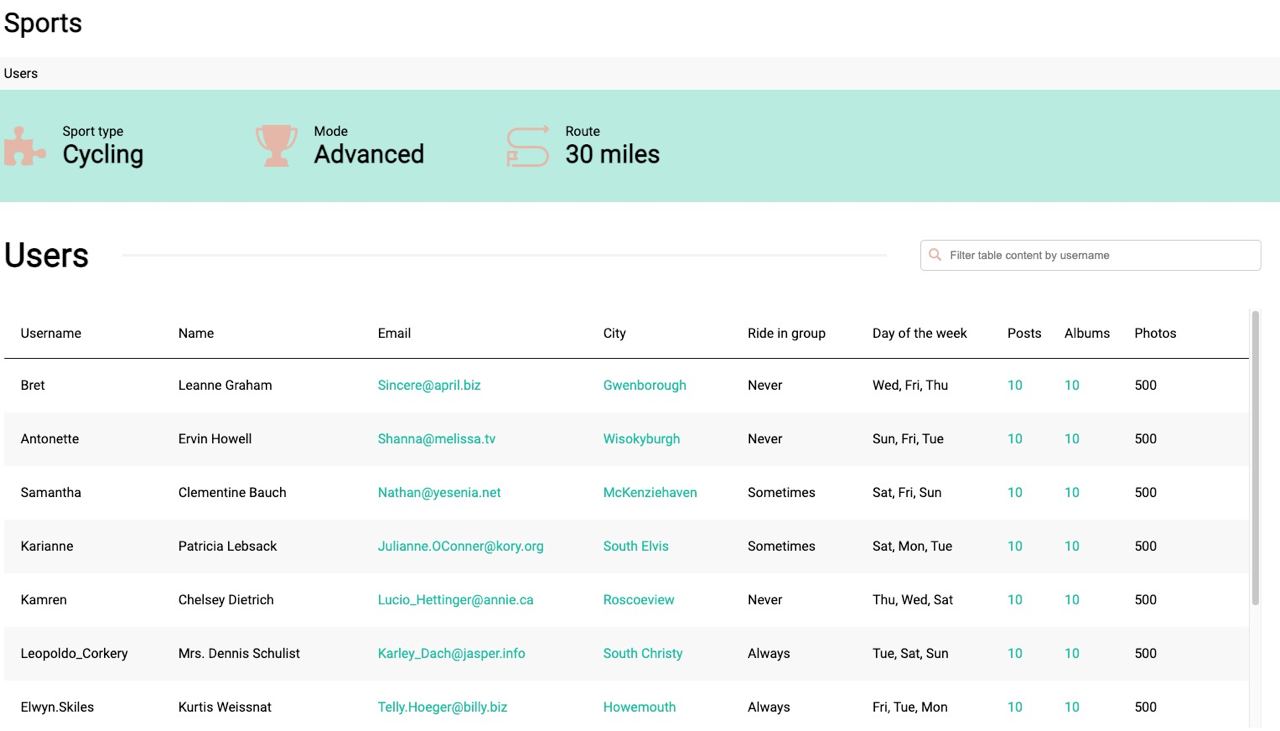 Sports
Users
Sport type
Cycling
Mode
Advanced
Route
30 miles
Users
Filter table content by username
Username Name Email City Ride in group Day of the week Posts Albums Photos
Bret Leanne Graham Sincere@april.biz Gwenborough Never Wed, Fri, Thu 10 10 500
Antonette Ervin Howell Shanna@melissa.tv Wisokyburgh Never Sun, Fri, Tue 10 10 500
Samantha Clementine Bauch Nathan@yesenia.net McKenziehaven Sometimes Sat, Fri, Sun 10 10 500
Karianne Patricia Lebsack Julianne.OConner@kory.org South Elvis Sometimes Sat, Mon, Tue 10 10 500
Kamren Chelsey Dietrich Lucio_Hettinger@annie.ca Roscoeview Never Thu, Wed, Sat 10 10 500
Leopoldo_Corkery Mrs. Dennis Schulist Karley_Dach@jasper.info South Christy Always Tue, Sat, Sun 10 10 500
Elwyn.Skiles Kurtis Weissnat Telly.Hoeger@billy.biz Howemouth Always Fri, Tue, Mon 10 10 500